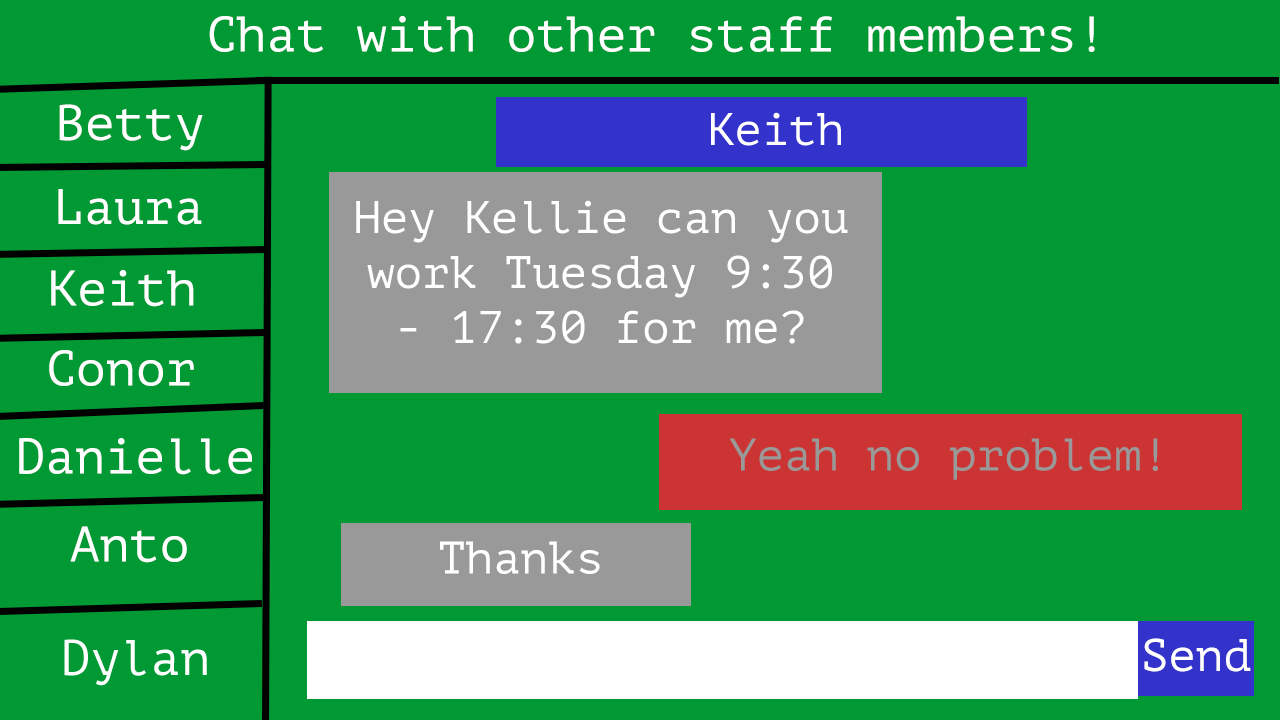 Chat with other staff members!
Betty
Laura
Keith
Conor
Danielle
Anto
Dylan
Keith
Hey Kellie can you
work Tuesday 9:30
- 17:30 for me?
Yeah no problem!
Thanks
Send